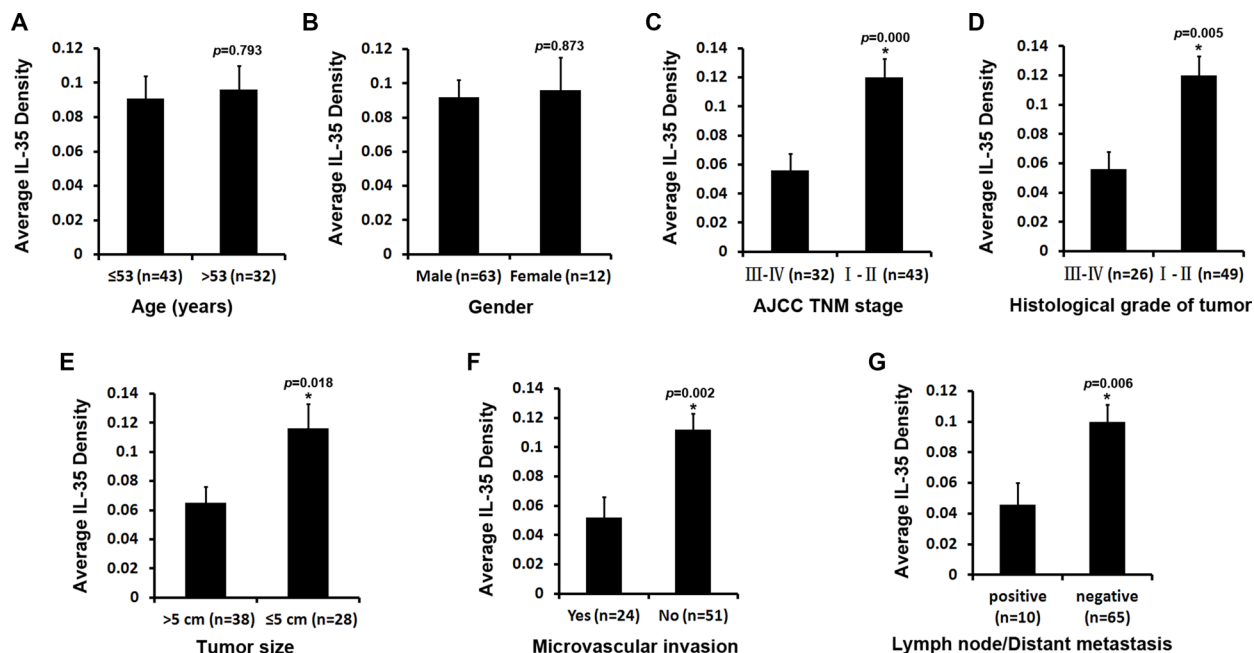 A
Average IL-35 Density
0.12
0.1
0.08
0.06
0.04
0.02
0
p=0.793
≤53 (n=43) >53 (n=32)
Age (years)
B
Average IL-35 Density
0.12
0.1
0.08
0.06
0.04
0.02
0
p=0.873
Male (n=63) Female (n=12)
Gender
C
Average IL-35 Density
0.14
0.12
0.1
0.08
0.06
0.04
0.02
0
p=0.000
*
Ⅲ-Ⅳ (n=32) Ⅰ-Ⅱ (n=43)
AJCC TNM stage
D
Average IL-35 Density
0.14
0.12
0.1
0.08
0.06
0.04
0.02
0
p=0.005
*
Ⅲ-Ⅳ (n=26) Ⅰ-Ⅱ (n=49)
Histological grade of tumor
E
Average IL-35 Density
0.14
0.12
0.1
0.08
0.06
0.04
0.02
0
p=0.018
*
>5 cm (n=38) ≤5 cm (n=28)
Tumor size
F
Average IL-35 Density
0.14
0.12
0.1
0.08
0.06
0.04
0.02
0
p=0.002
*
Yes (n=24) No (n=51)
Microvascular invasion
G
Average IL-35 Density
0.12
0.1
0.08
0.06
0.04
0.02
0
p=0.006
*
positive negative
(n=10) (n=65)
Lymph node/Distant metastasis